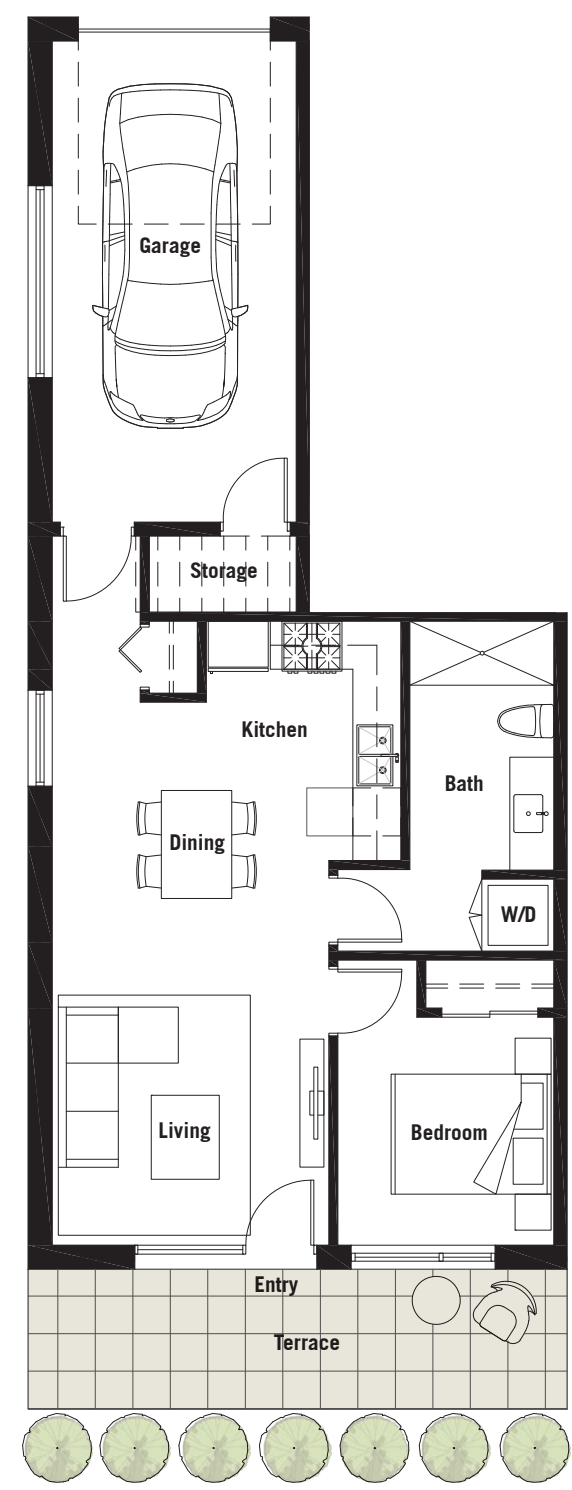 Garage
Storage
Kitchen
Bath
Dining
W/D
Living
Bedroom
Entry
Terrace